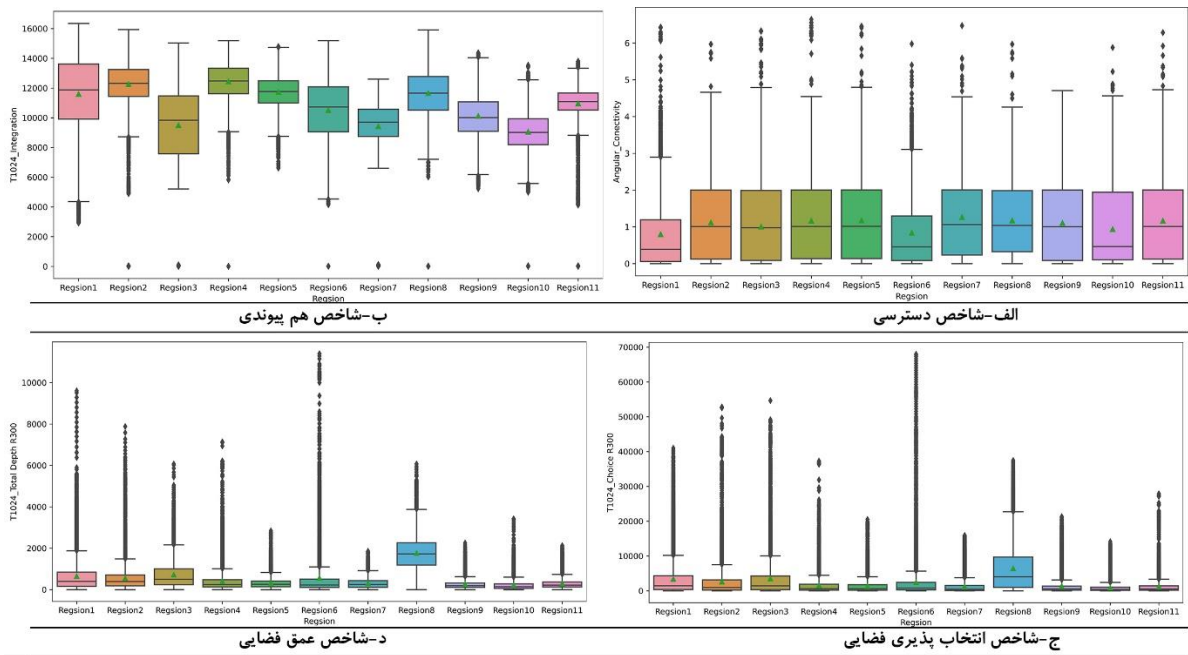 T1024_Integration
16000
14000
12000
10000
8000
6000
4000
2000
0
Regsion1 Regsion2 Regsion3 Regsion4 Regsion5 Regsion6 Regsion7 Regsion8 Regsion9 Regsion10 Regsion11
Regsion
ب-شاخص هم پیوندی
Angular_Conectivity
6
5
4
3
2
1
0
Regsion1 Regsion2 Regsion3 Regsion4 Regsion5 Regsion6 Regsion7 Regsion8 Regsion9 Regsion10 Regsion11
Regsion
الف-شاخص دسترسی
T1024_Total Depth R300
10000
8000
6000
4000
2000
0
Regsion1 Regsion2 Regsion3 Regsion4 Regsion5 Regsion6 Regsion7 Regsion8 Regsion9 Regsion10 Regsion11
Regsion
د-شاخص عمق فضایی
T1024_Choice R300
70000
60000
50000
40000
30000
20000
10000
0
Regsion1 Regsion2 Regsion3 Regsion4 Regsion5 Regsion6 Regsion7 Regsion8 Regsion9 Regsion10 Regsion11
Regsion
ج-شاخص انتخاب پذیری فضایی